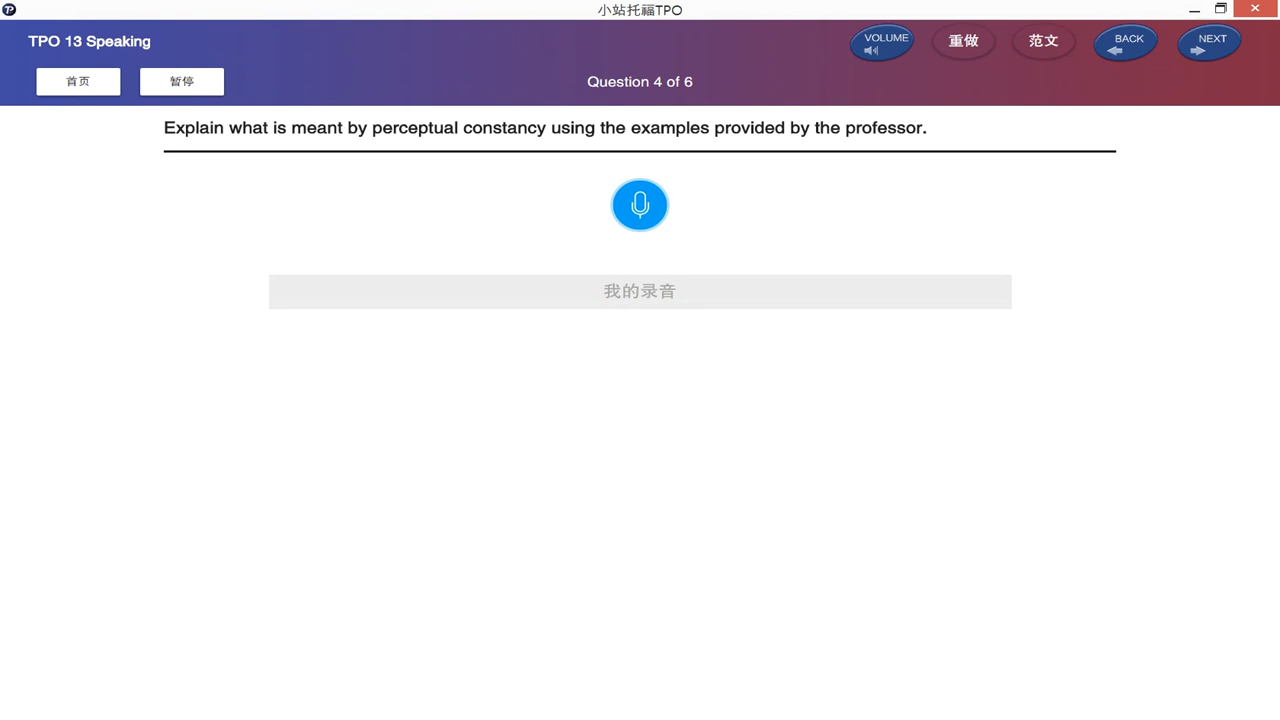 小站托福TPO
TPO 13 Speaking
VOLUME
重做
范文
BACK
NEXT
首页
暂停
Question 4 of 6
Explain what is meant by perceptual constancy using the examples provided by the professor.
我的录音